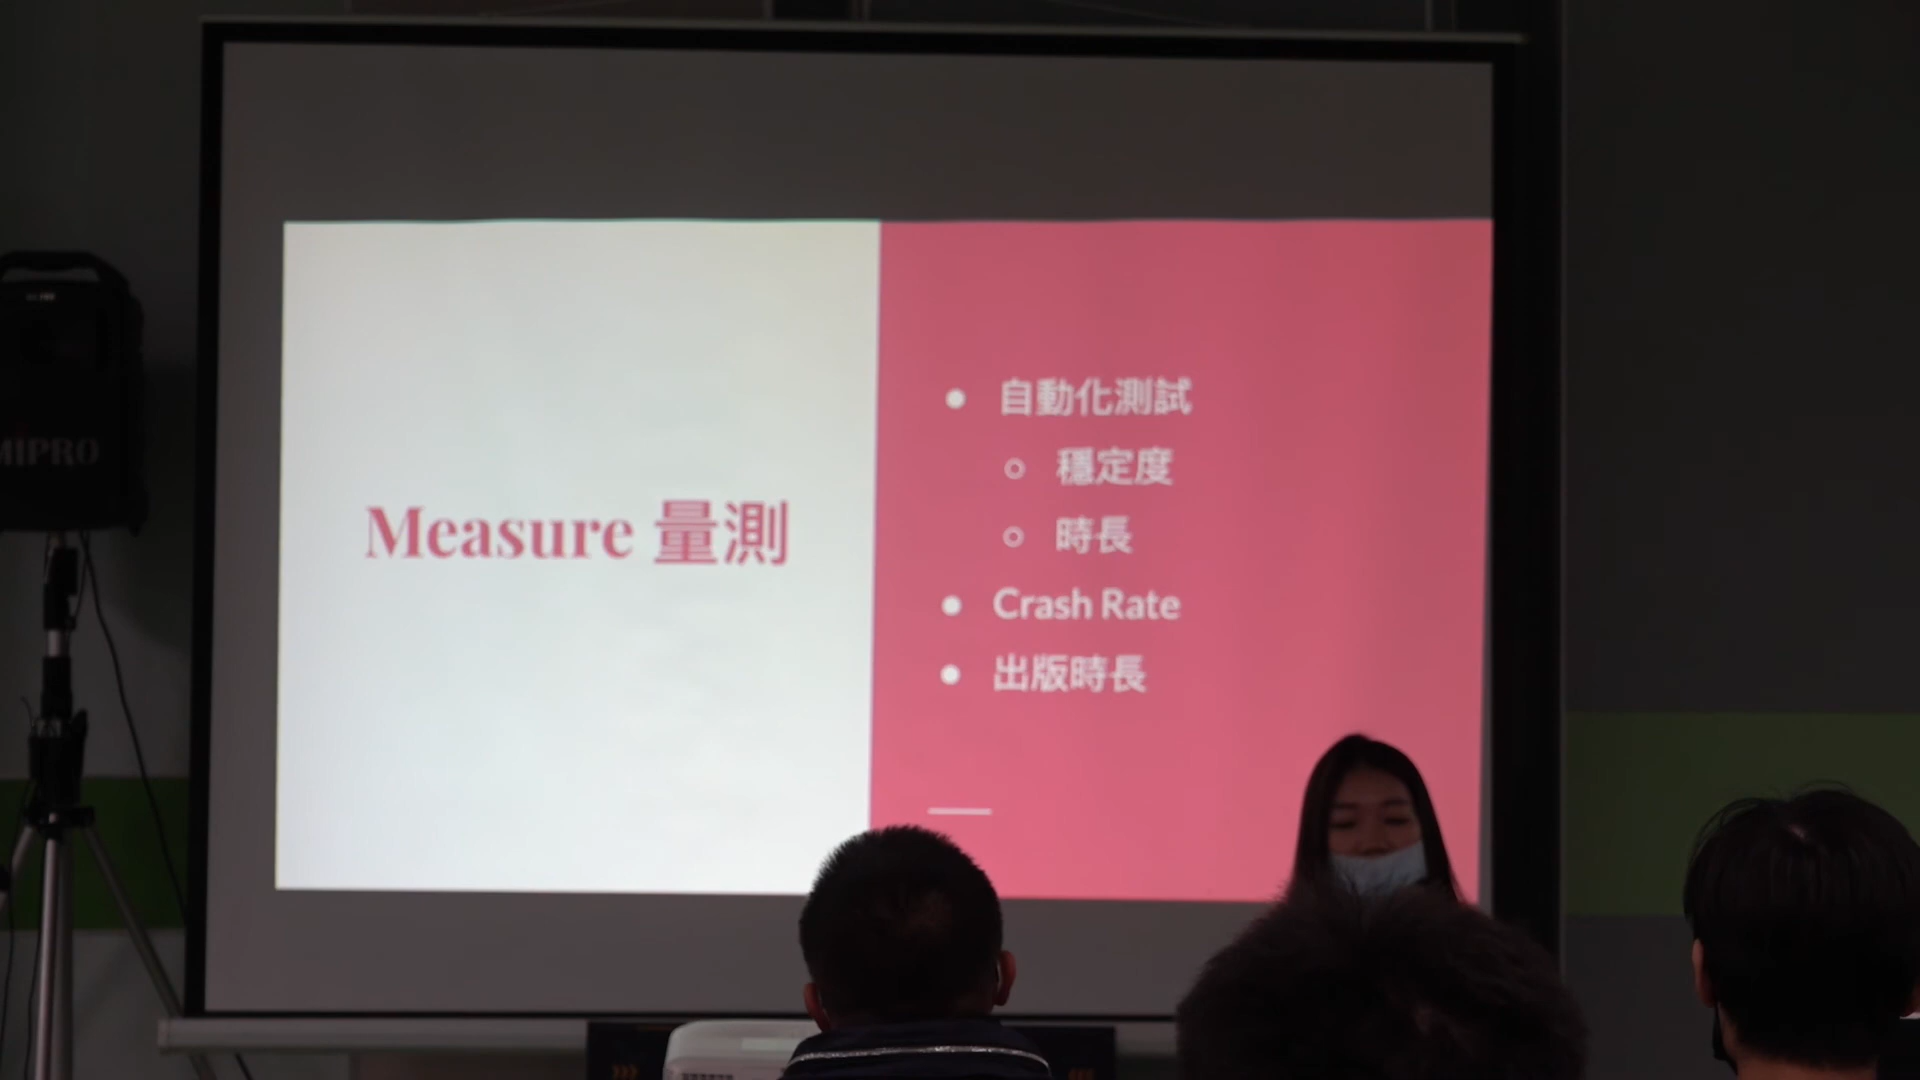 Measure 量測
自動化測試
穩定度
時長
Crash Rate
出版時長
MIPRO